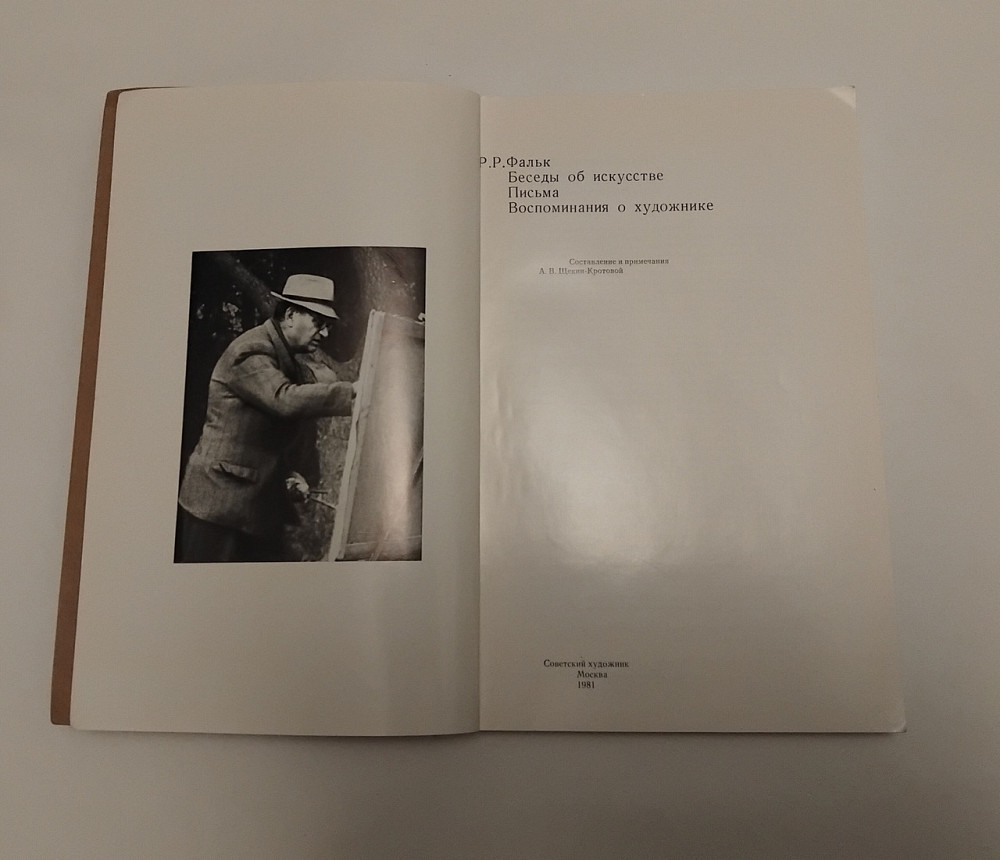 Р.Р.Фальк
Беседы об искусстве
Письма
Воспоминания о художнике
Составление и примечания
А. В. Щекин-Кротовой
Советский художник
Москва
1981